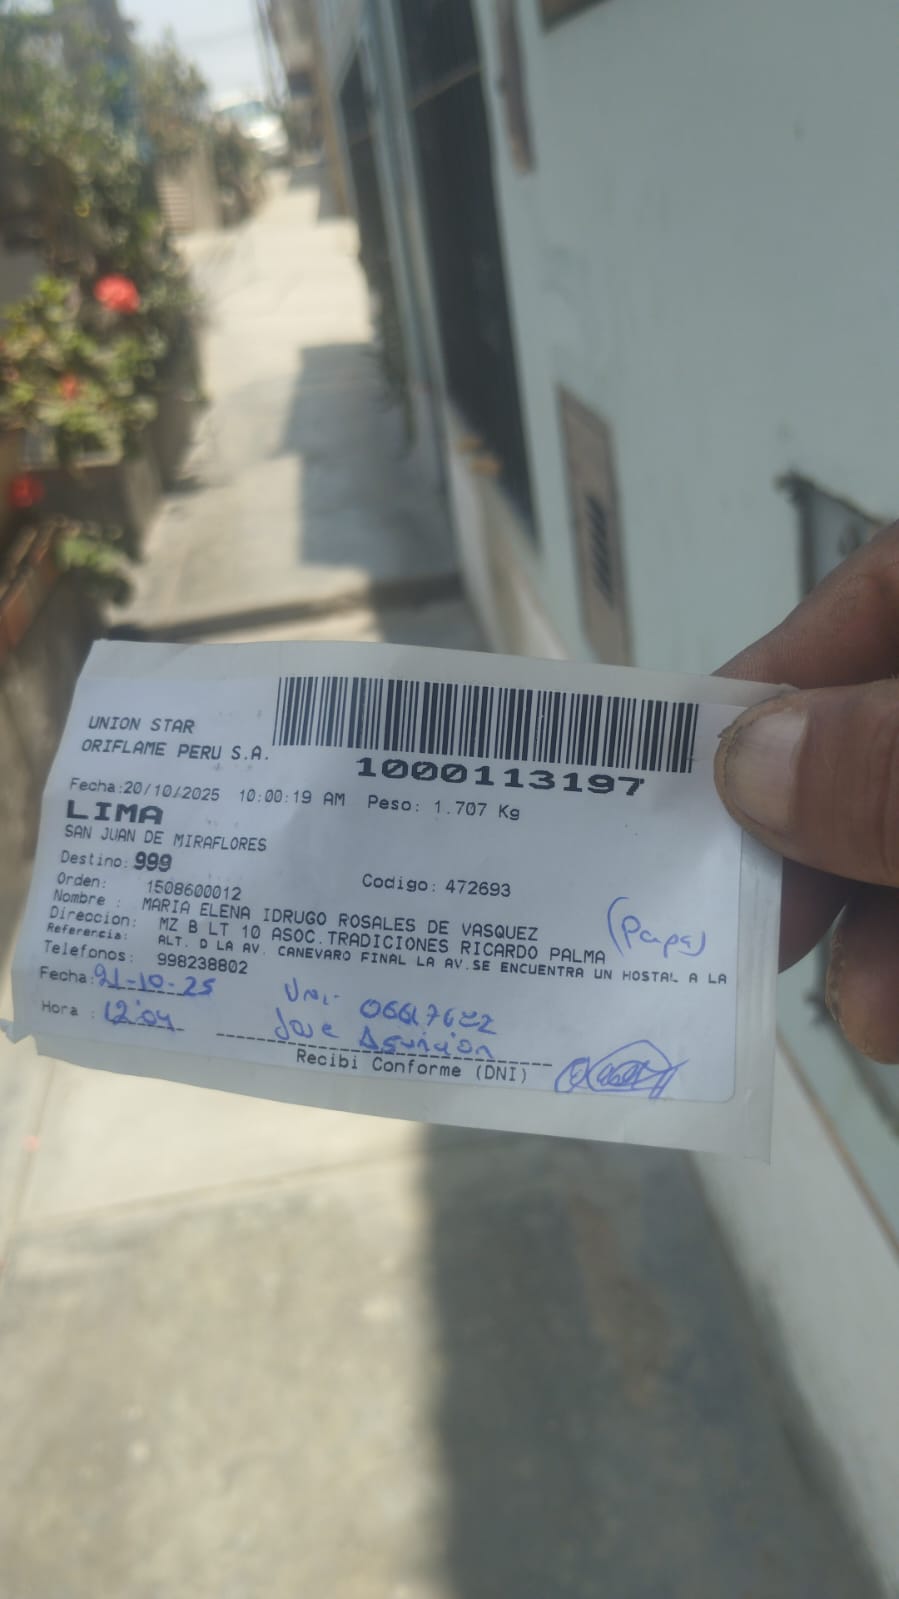 UNION STAR
ORIFLAME PERU S.A.
1000113197
Fecha:20/10/2025 10:00:19 AM Peso: 1.707 Kg
LIMA
SAN JUAN DE MIRAFLORES
Destino: 999
Orden: 1508600012 Codigo: 472693
Nombre : MARIA ELENA IDRUGO ROSALES DE VASQUEZ
Direccion: MZ B LT 10 ASOC.TRADICIONES RICARDO PALMA (Papa)
Referencia: ALT. D LA AV. CANEVARO FINAL LA AV.SE ENCUENTRA UN HOSTAL A LA
Telefonos: 998238802
Fecha: 21-10-25
Hora : 12:04
Jose Asuncion
Recibi Conforme (DNI)